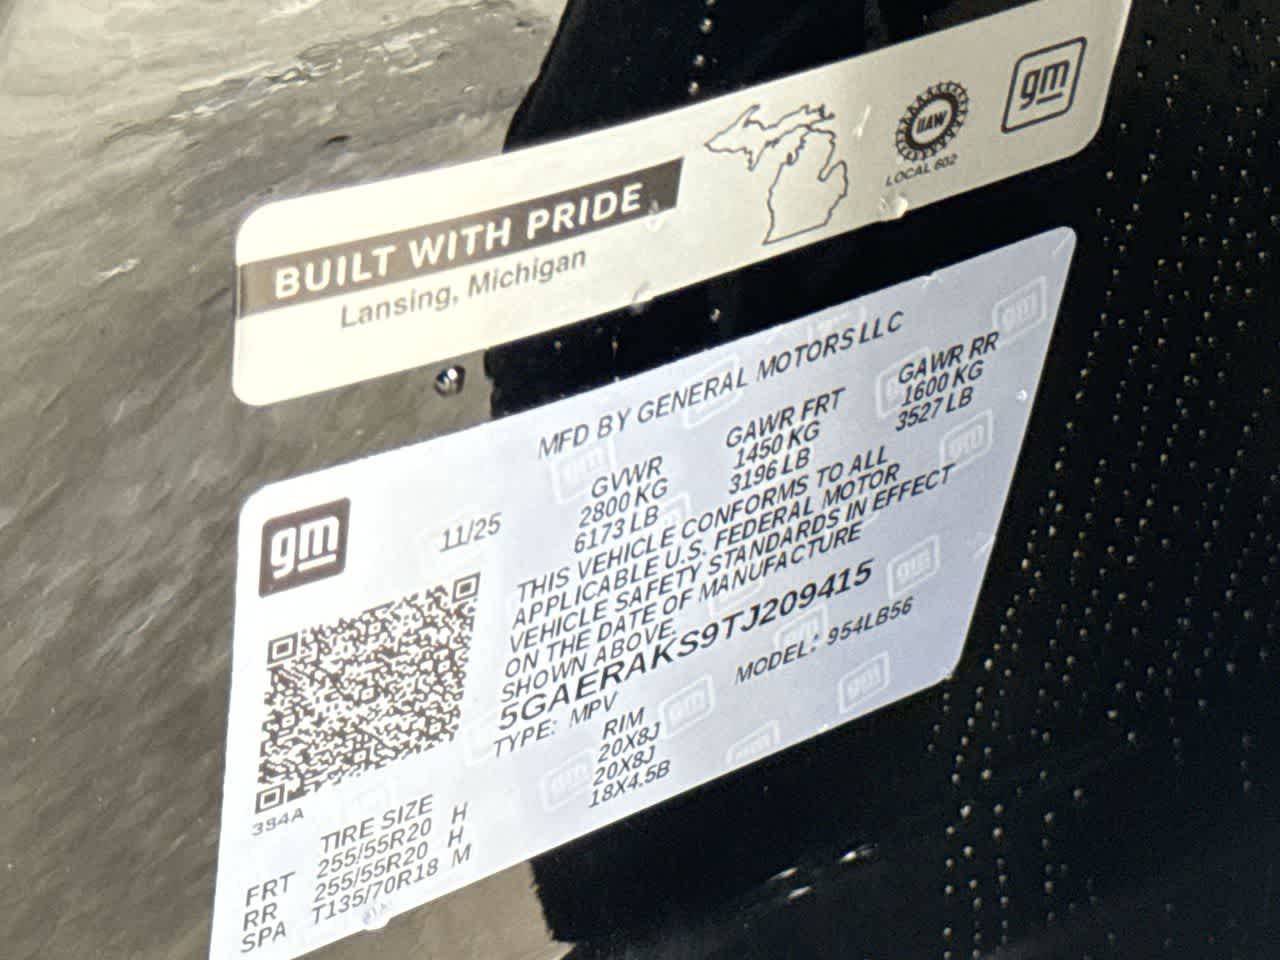 BUILT WITH PRIDE
Lansing, Michigan
UAW
LOCAL 602
gm
MFD BY GENERAL MOTORS LLC
gm
11/25
GVWR GAWR FRT GAWR RR
2800 KG 1450 KG 1600 KG
6173 LB 3196 LB 3527 LB
THIS VEHICLE CONFORMS TO ALL
APPLICABLE U.S. FEDERAL MOTOR
VEHICLE SAFETY STANDARDS IN EFFECT
ON THE DATE OF MANUFACTURE
SHOWN ABOVE.
5GAERAKS9TJ209415
TYPE: MPV MODEL: 954LB56
394A
TIRE SIZE RIM
FRT 255/55R20 H 20X8J
RR 255/55R20 H 20X8J
SPA T135/70R18 M 18X4.5B